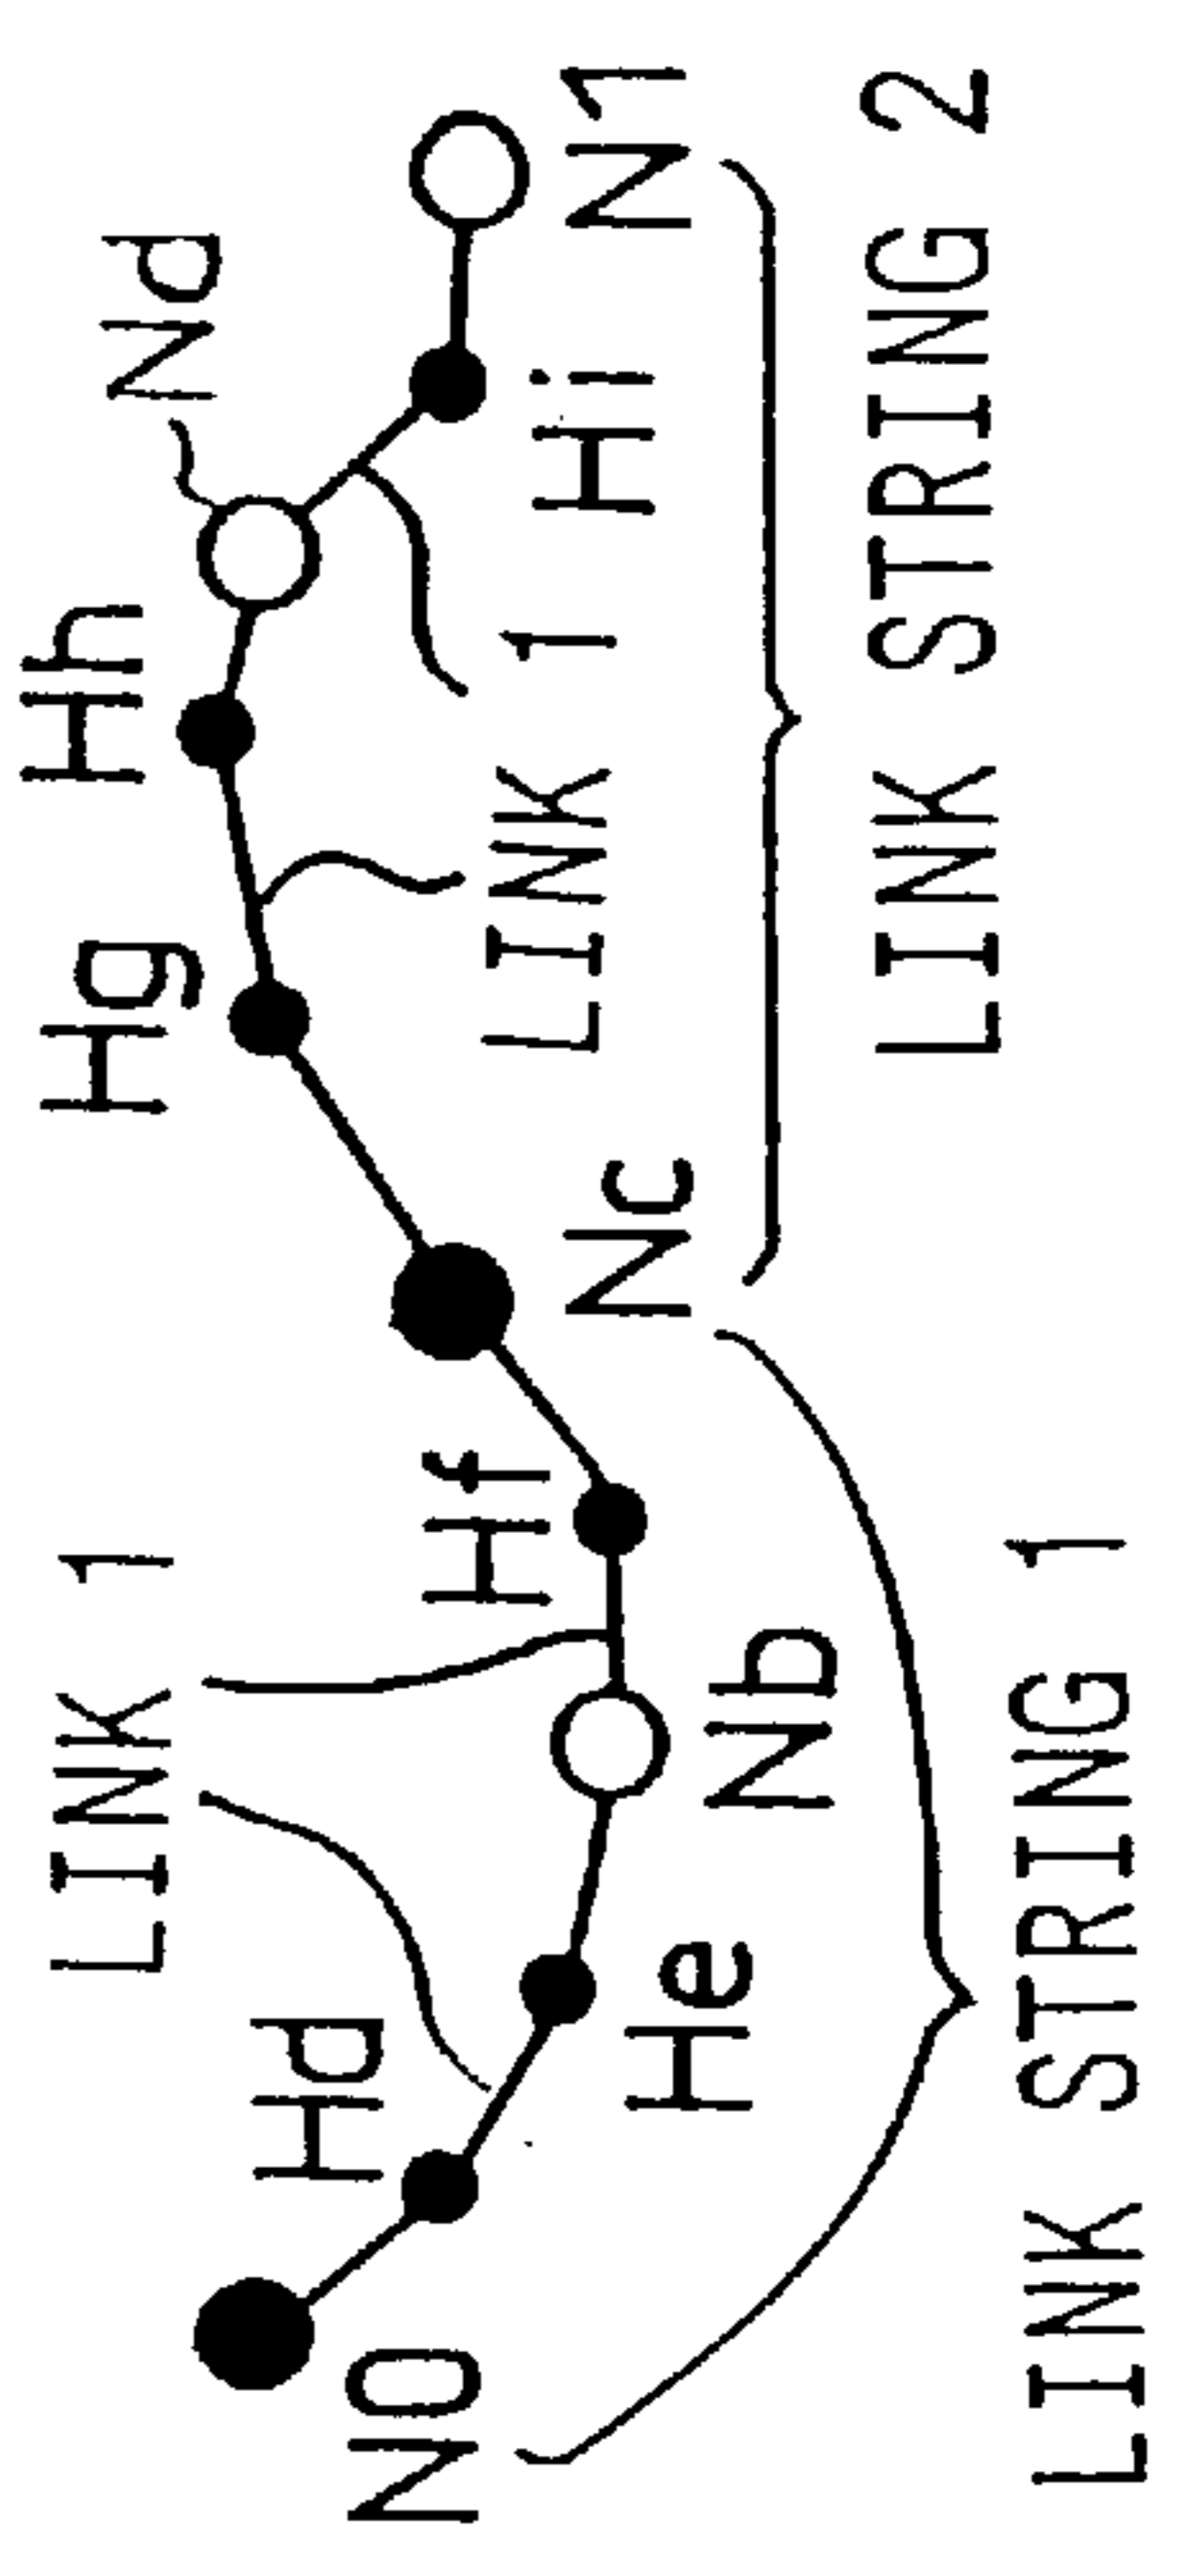 N0
Hd
He
LINK 1
Nb
Hf
Nc
Hg
Hh
LINK 1
Nd
Hi
N1
LINK STRING 1
LINK STRING 2